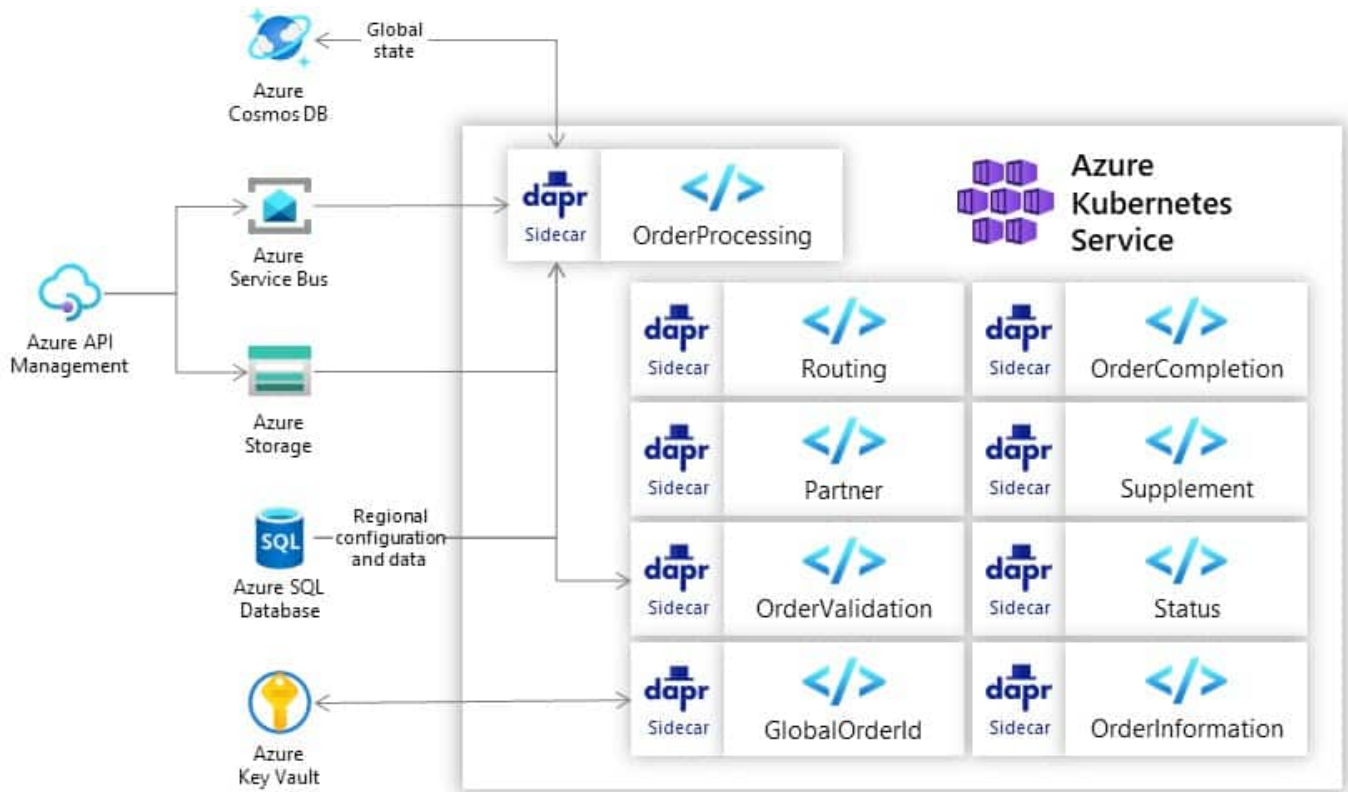 Global
state
Azure
Cosmos DB
dapr
Sidecar
OrderProcessing
Azure
Kubernetes
Service
Azure
Service Bus
Azure API
Management
dapr
Sidecar
Routing
dapr
Sidecar
OrderCompletion
Azure
Storage
dapr
Sidecar
Partner
dapr
Sidecar
Supplement
SQL
Azure SQL
Database
Regional
configuration
and data
dapr
Sidecar
OrderValidation
dapr
Sidecar
Status
Azure
Key Vault
dapr
Sidecar
GlobalOrderId
dapr
Sidecar
OrderInformation